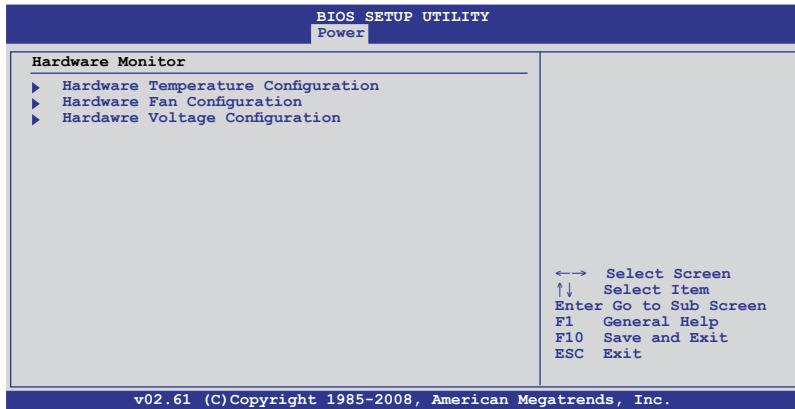 BIOS SETUP UTILITY
Power
Hardware Monitor
Hardware Temperature Configuration
Hardware Fan Configuration
Hardawre Voltage Configuration
←→ Select Screen
↑↓ Select Item
Enter Go to Sub Screen
F1 General Help
F10 Save and Exit
ESC Exit
v02.61 (C)Copyright 1985-2008, American Megatrends, Inc.